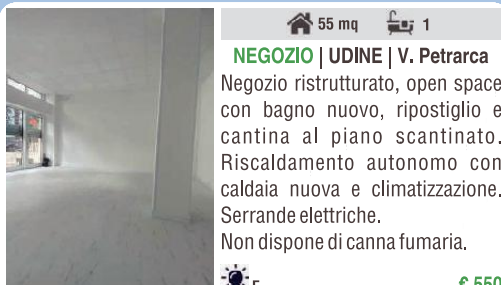 55 mq 1
NEGOZIO | UDINE | V. Petrarca
Negozio ristrutturato, open space
con bagno nuovo, ripostiglio e
cantina al piano scantinato.
Riscaldamento autonomo con
caldaia nuova e climatizzazione.
Serrande elettriche.
Non dispone di canna fumaria.
€ 550